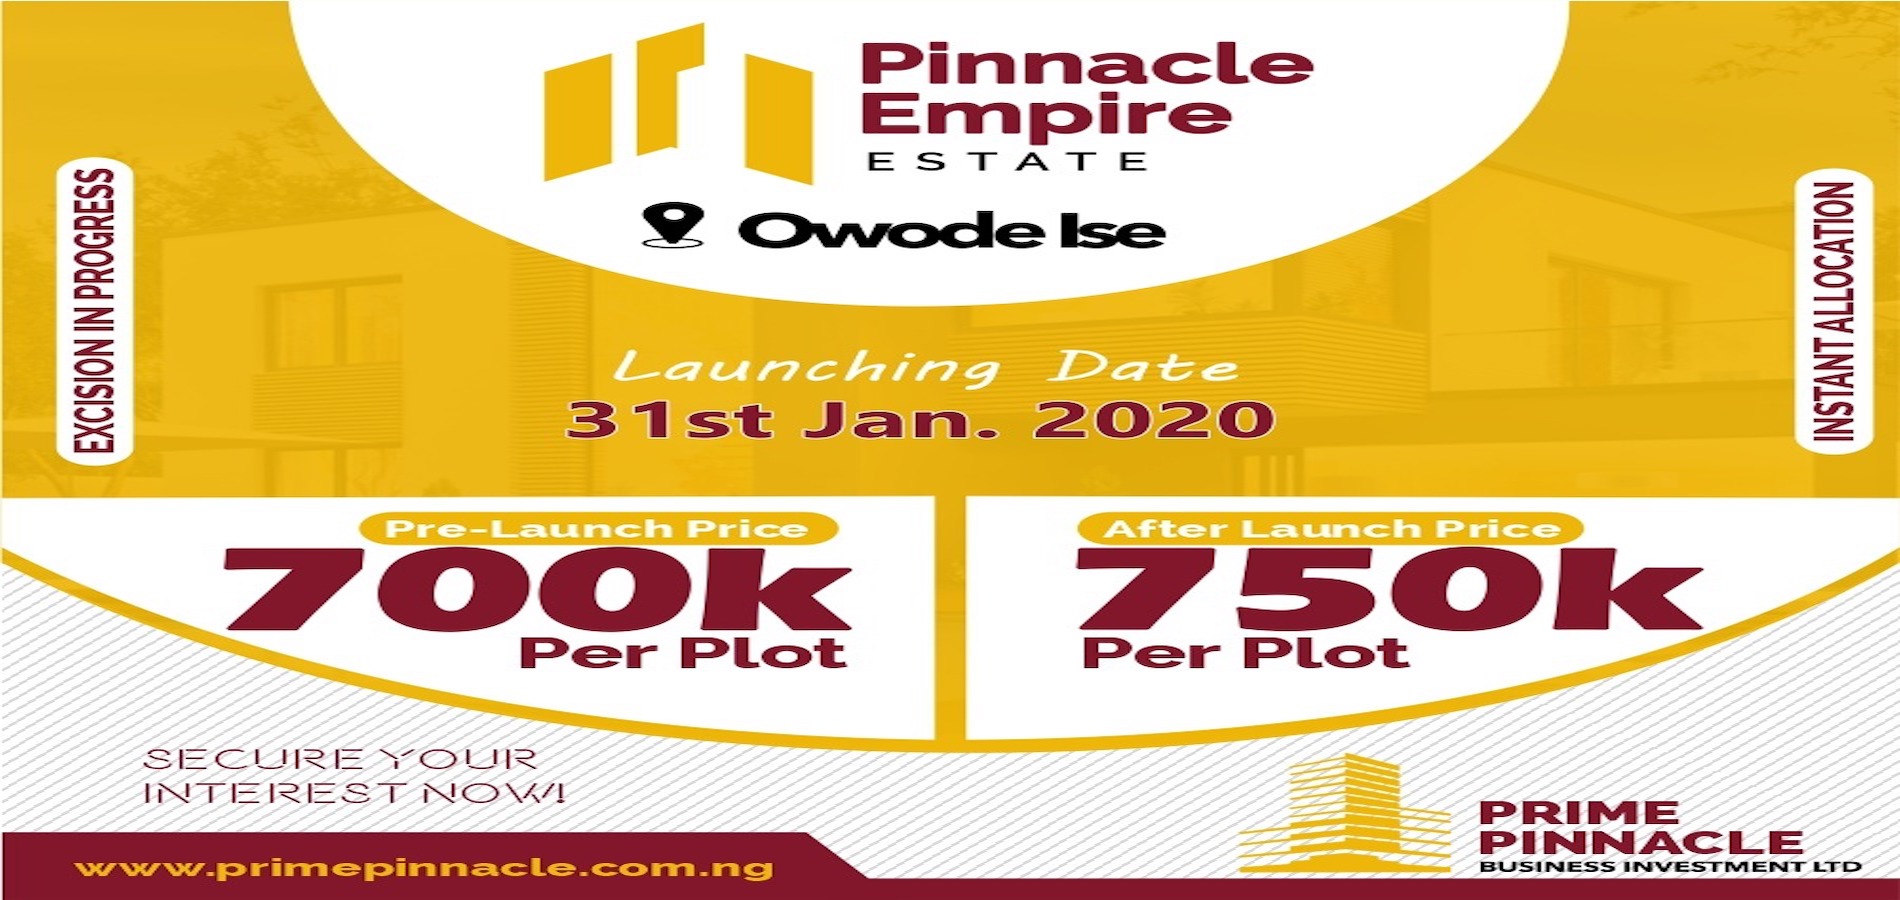 Pinnacle
Empire
ESTATE
Owode Ise
EXCISION IN PROGRESS
INSTANT ALLOCATION
Launching Date
31st Jan. 2020
Pre-Launch Price
700k
Per Plot
After Launch Price
750k
Per Plot
SECURE YOUR
INTEREST NOW!
www.primepinnacle.com.ng
PRIME
PINNACLE
BUSINESS INVESTMENT LTD